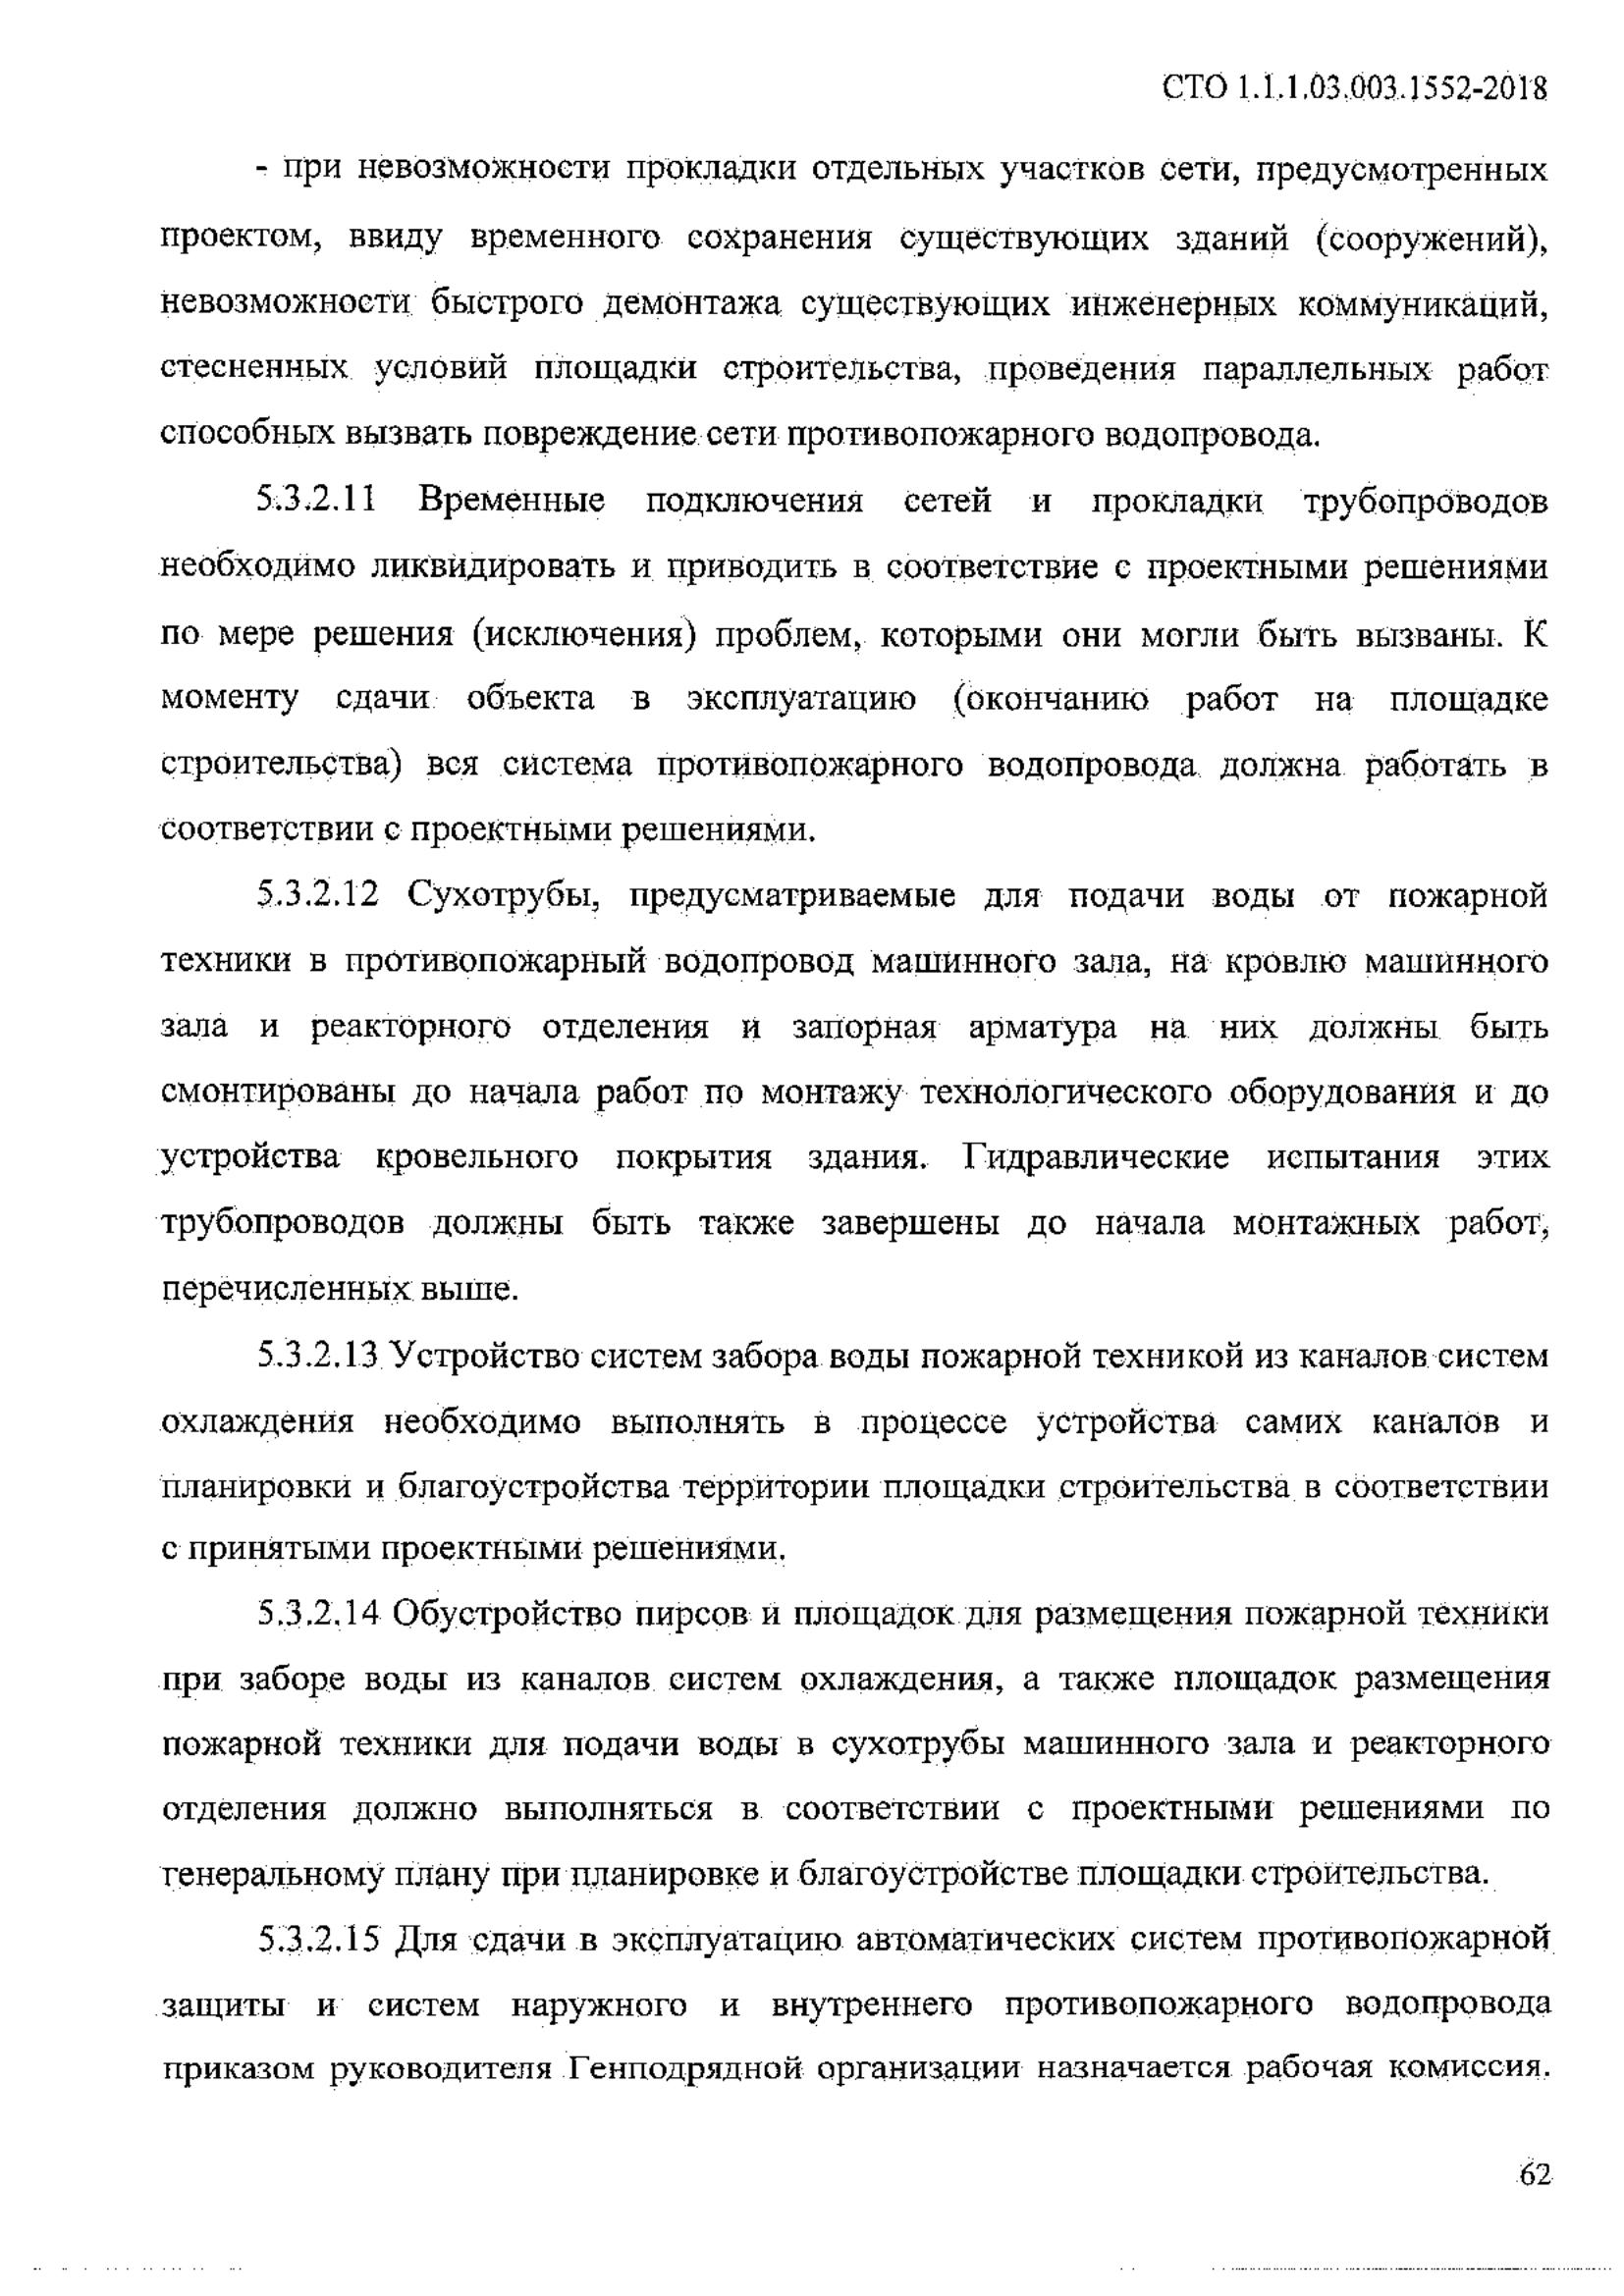 СТО 1.1.1.03.003.1552-2018
- при невозможности прокладки отдельных участков сети, предусмотренных
проектом, ввиду временного сохранения существующих зданий (сооружений),
невозможности быстрого демонтажа существующих инженерных коммуникаций,
стесненных условий площадки строительства, проведения параллельных работ
способных вызвать повреждение сети противопожарного водопровода.
5.3.2.11 Временные подключения сетей и прокладки трубопроводов
необходимо ликвидировать и приводить в соответствие с проектными решениями
по мере решения (исключения) проблем, которыми они могли быть вызваны. К
моменту сдачи объекта в эксплуатацию (окончанию работ на площадке
строительства) вся система противопожарного водопровода должна работать в
соответствии с проектными решениями.
5.3.2.12 Сухотрубы, предусматриваемые для подачи воды от пожарной
техники в противопожарный водопровод машинного зала, на кровлю машинного
зала и реакторного отделения и запорная арматура на них должны быть
смонтированы до начала работ по монтажу технологического оборудования и до
устройства кровельного покрытия здания. Гидравлические испытания этих
трубопроводов должны быть также завершены до начала монтажных работ,
перечисленных выше.
5.3.2.13 Устройство систем забора воды пожарной техникой из каналов систем
охлаждения необходимо выполнять в процессе устройства самих каналов и
планировки и благоустройства территории площадки строительства в соответствии
с принятыми проектными решениями.
5.3.2.14 Обустройство пирсов и площадок для размещения пожарной техники
при заборе воды из каналов систем охлаждения, а также площадок размещения
пожарной техники для подачи воды в сухотрубы машинного зала и реакторного
отделения должно выполняться в соответствии с проектными решениями по
генеральному плану при планировке и благоустройстве площадки строительства.
5.3.2.15 Для сдачи в эксплуатацию автоматических систем противопожарной
защиты и систем наружного и внутреннего противопожарного водопровода
приказом руководителя Генподрядной организации назначается рабочая комиссия.
62